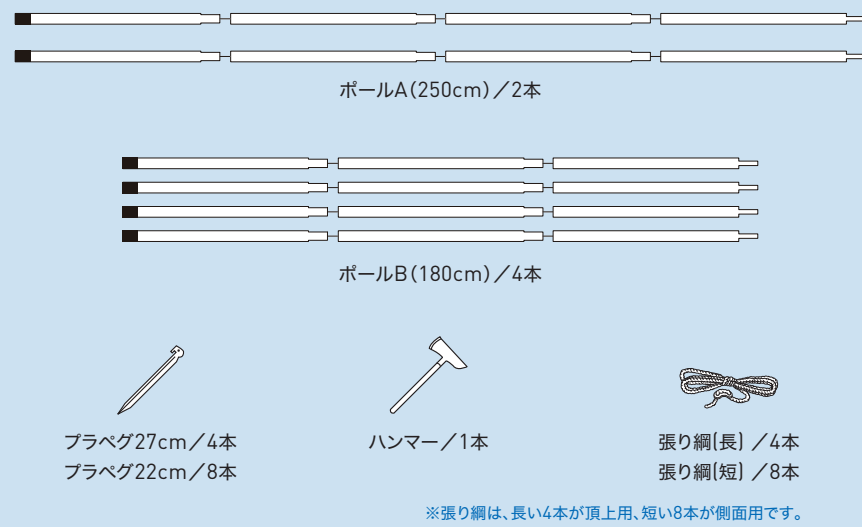 ポールA(250cm)/2本
ポールB(180cm)/4本
プラペグ27cm/4本
プラペグ22cm/8本
ハンマー/1本
張り綱[長]/4本
張り綱[短]/8本
※張り綱は、長い4本が頂上用、短い8本が側面用です。